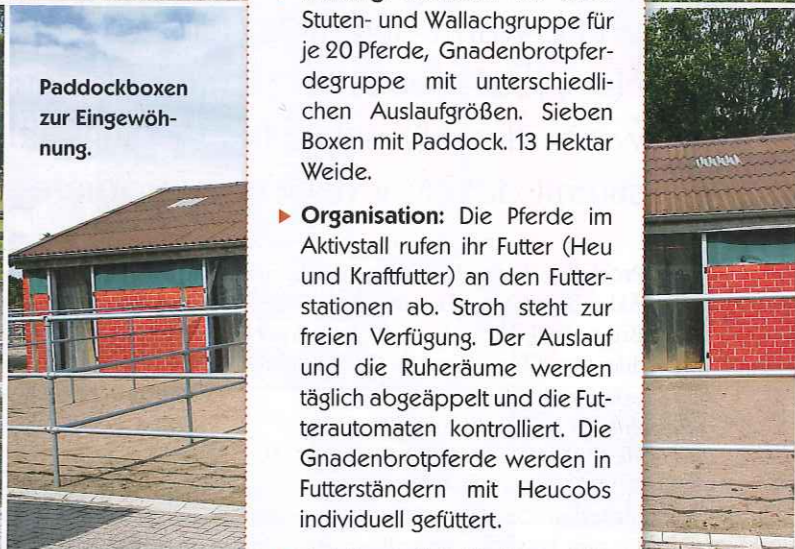 Paddockboxen
zur Eingewöh-
nung.
Stuten- und Wallachgruppe für
je 20 Pferde, Gnadenbrotpfer-
degruppe mit unterschiedli-
chen Auslaufgrößen. Sieben
Boxen mit Paddock. 13 Hektar
Weide.
▶ Organisation: Die Pferde im
Aktivstall rufen ihr Futter (Heu
und Kraftfutter) an den Futter-
stationen ab. Stroh steht zur
freien Verfügung. Der Auslauf
und die Ruheräume werden
täglich abgeäppelt und die Fut-
terautomaten kontrolliert. Die
Gnadenbrotpferde werden in
Futterständern mit Heucobs
individuell gefüttert.